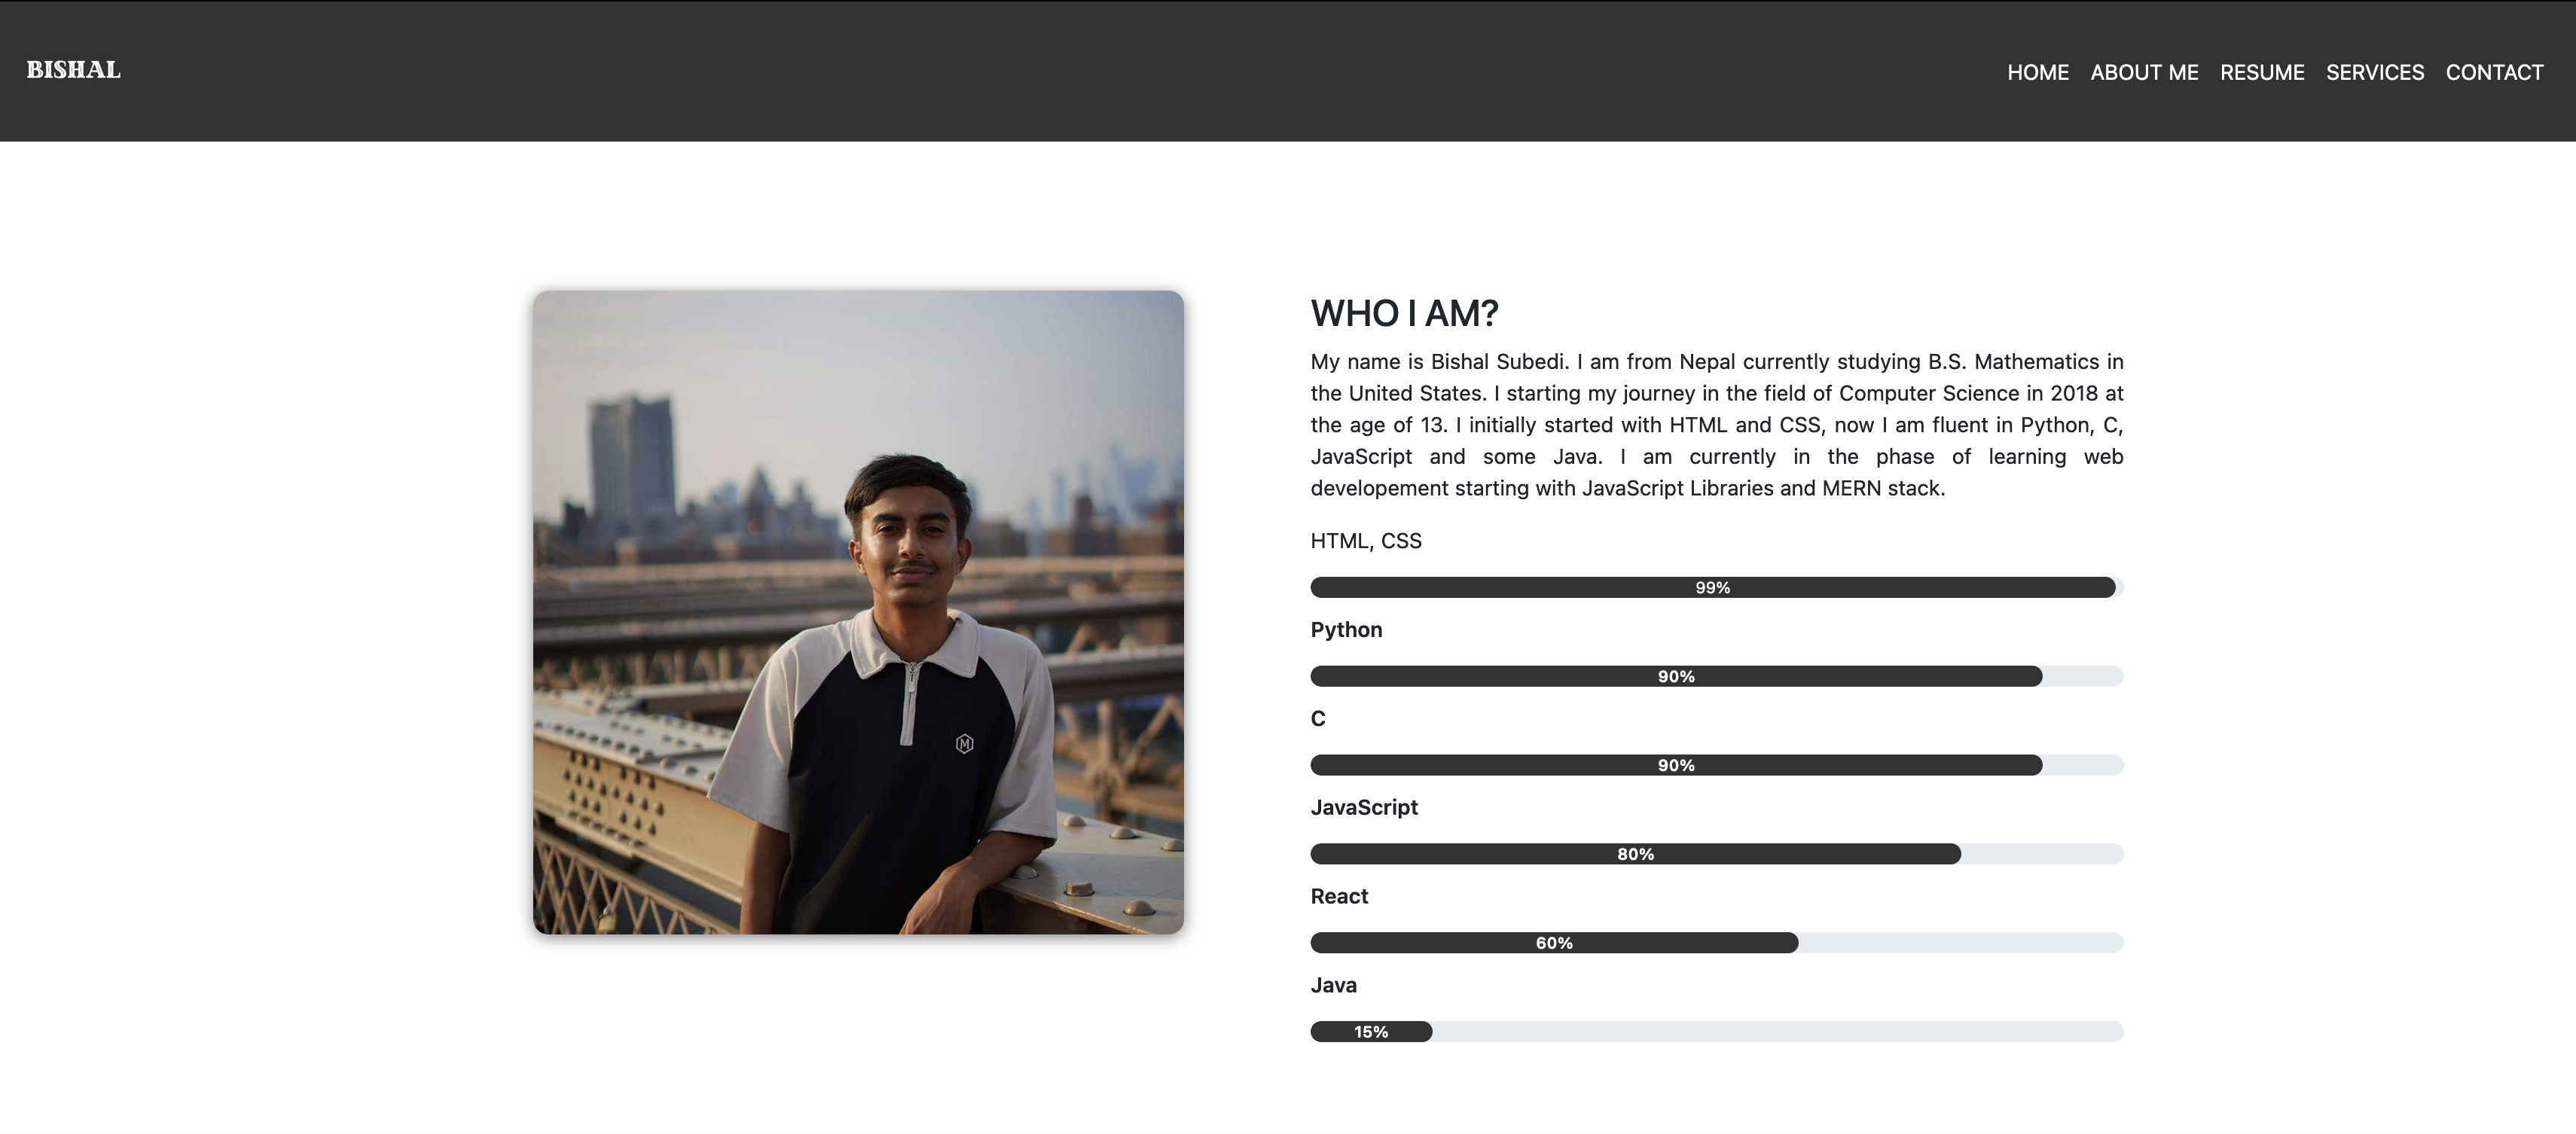 BISHAL
HOME ABOUT ME RESUME SERVICES CONTACT
WHO I AM?
My name is Bishal Subedi. I am from Nepal currently studying B.S. Mathematics in
the United States. I starting my journey in the field of Computer Science in 2018 at
the age of 13. I initially started with HTML and CSS, now I am fluent in Python, C,
JavaScript and some Java. I am currently in the phase of learning web
developement starting with JavaScript Libraries and MERN stack.
HTML, CSS
99%
Python
90%
C
90%
JavaScript
80%
React
60%
Java
15%
M